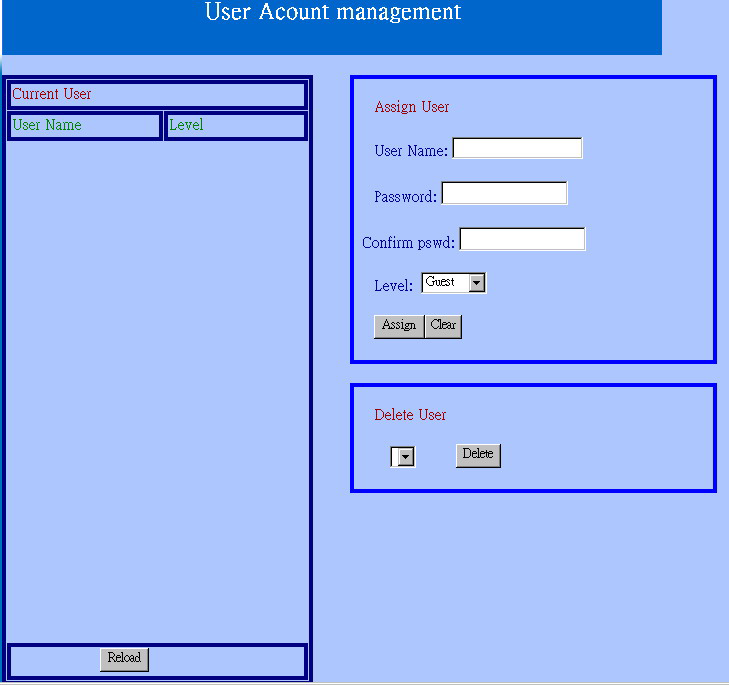 User Acount management
Current User
User Name Level
Reload
Assign User
User Name:
Password:
Confirm pswd:
Level: Guest
Assign Clear
Delete User
Delete